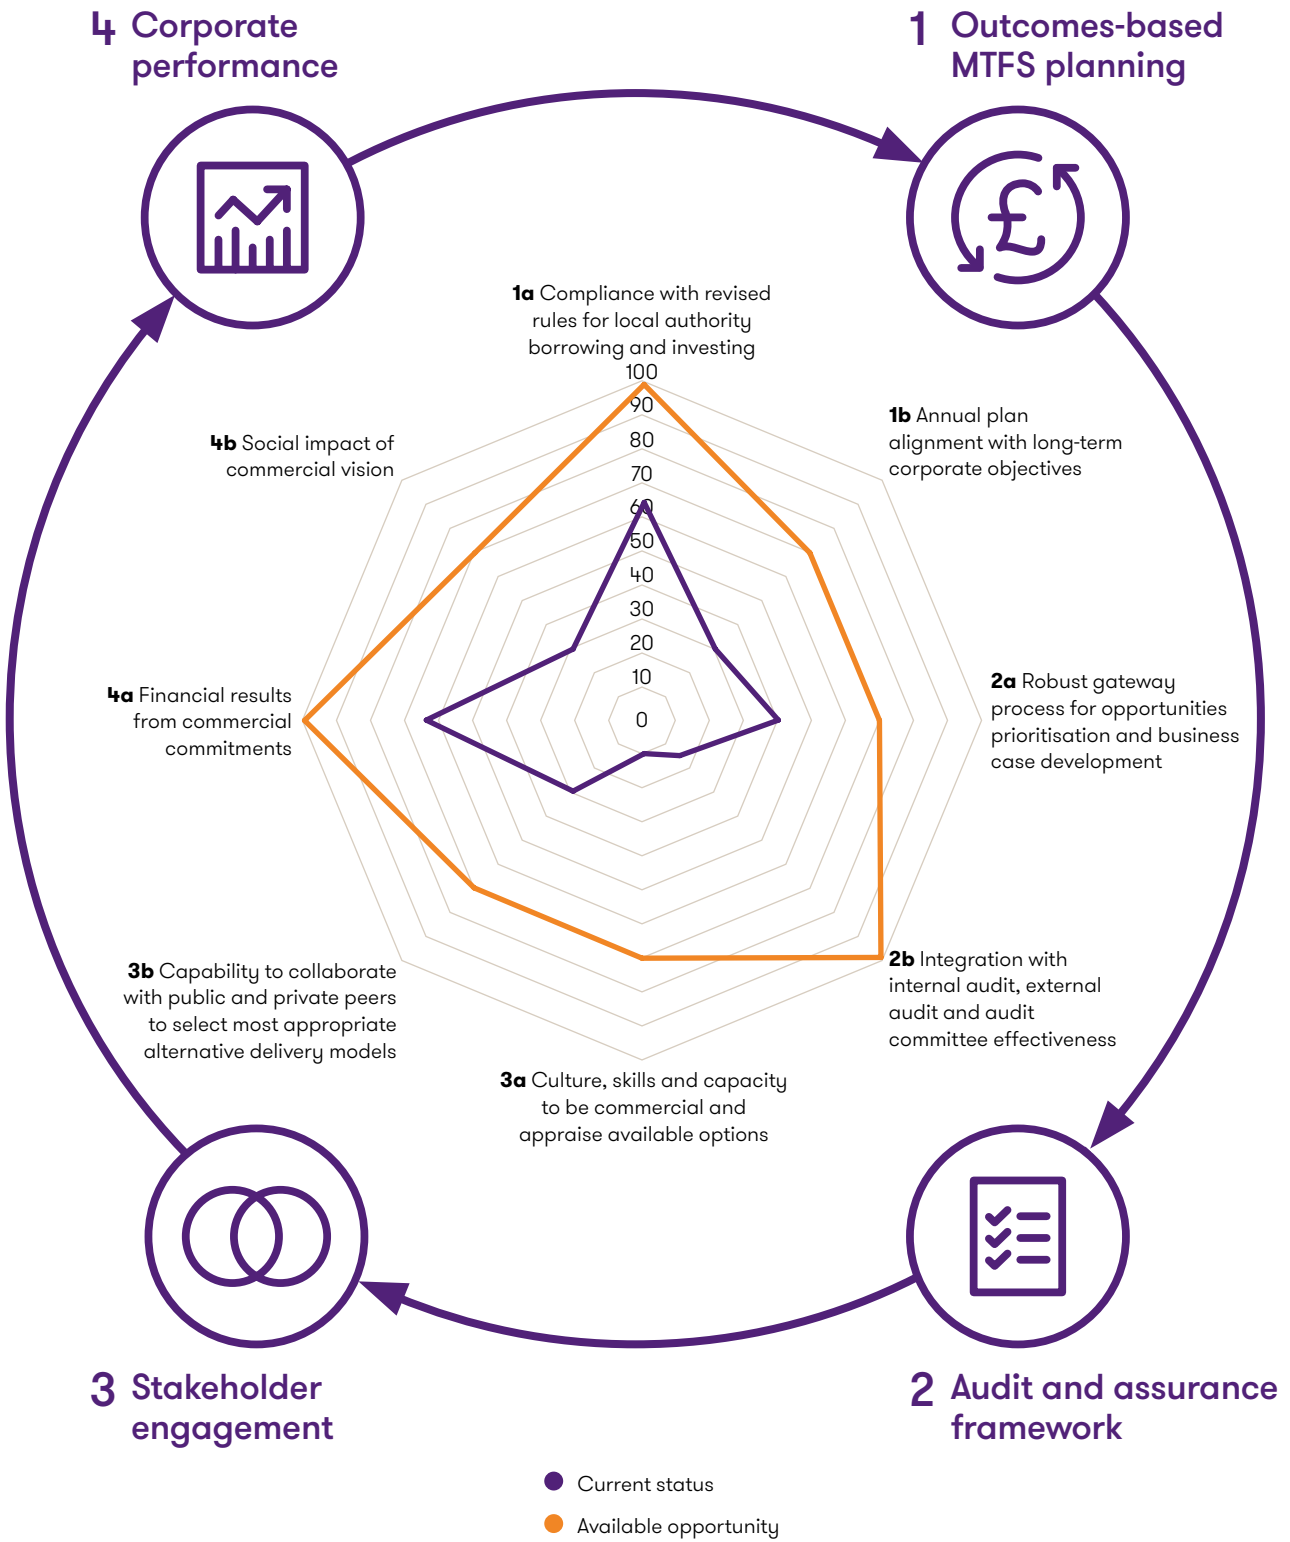 4 Corporate
performance
1 Outcomes-based
MTFS planning
1a Compliance with revised
rules for local authority
borrowing and investing
1b Annual plan
alignment with long-term
corporate objectives
4b Social impact of
commercial vision
100
90
80
70
60
50
40
30
20
10
0
2a Robust gateway
process for opportunities
prioritisation and business
case development
4a Financial results
from commercial
commitments
2b Integration with
internal audit, external
audit and audit
committee effectiveness
3b Capability to collaborate
with public and private peers
to select most appropriate
alternative delivery models
3a Culture, skills and capacity
to be commercial and
appraise available options
3 Stakeholder
engagement
2 Audit and assurance
framework
Current status
Available opportunity